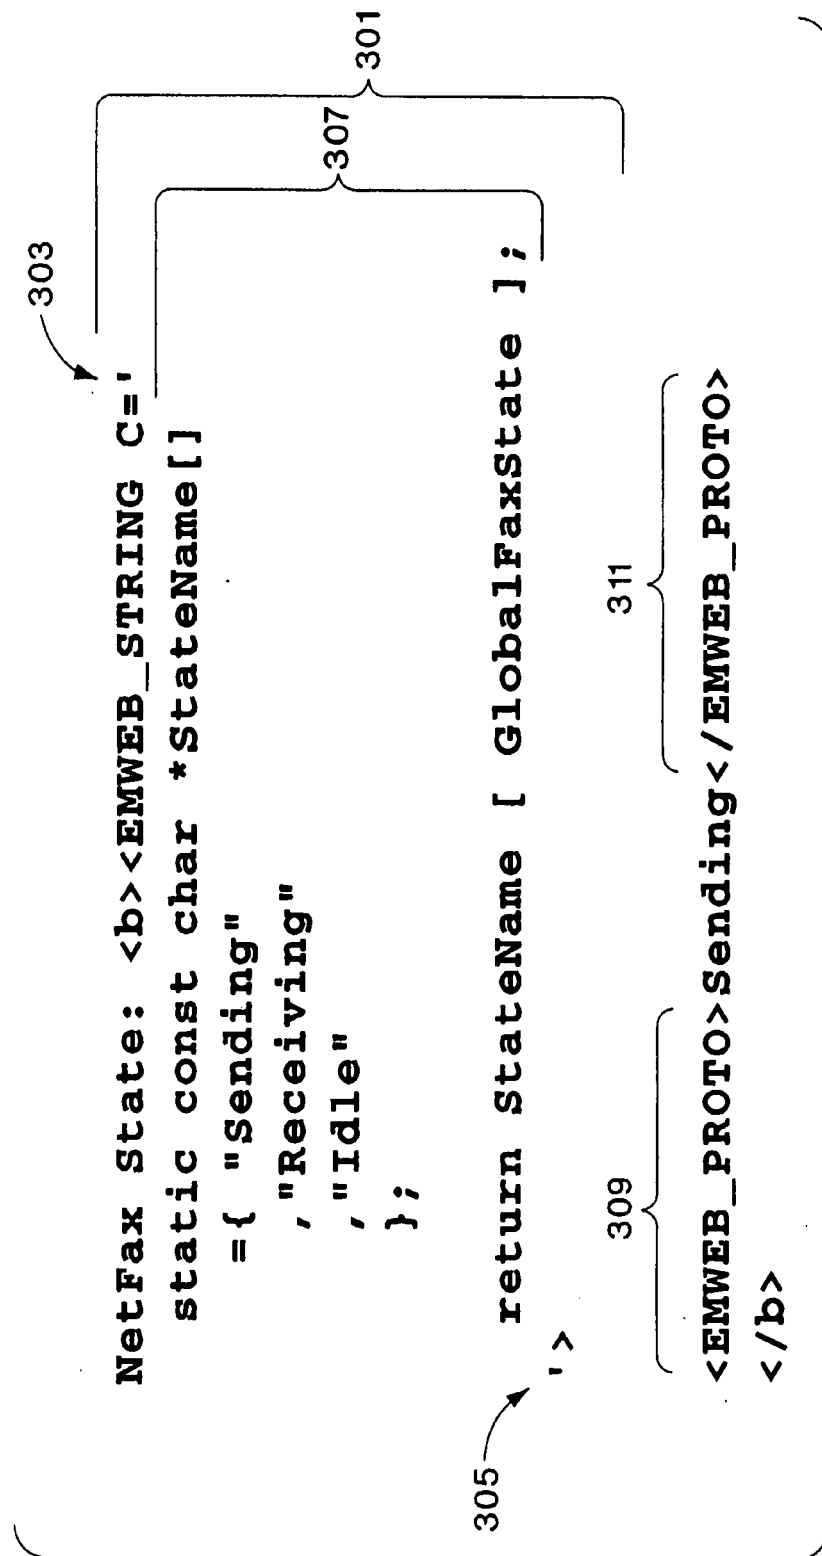 303
NetFax State: <b><EMWEB_STRING C='
static const char *StateName[]
={ "Sending"
,"Receiving"
,"Idle"
};
return StateName [ GlobalFaxState ];
'>
307
301
305
309
311
<EMWEB_PROTO>Sending</EMWEB_PROTO>
</b>